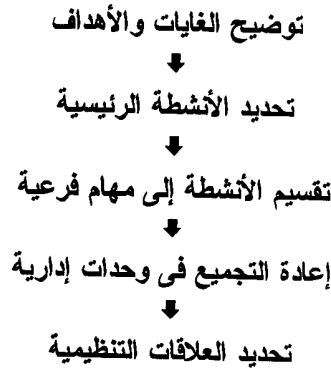 توضيح الغايات والأهداف
تحديد الأنشطة الرئيسية
تقسيم الأنشطة إلى مهام فرعية
إعادة التجميع فى وحدات إدارية
تحديد العلاقات التنظيمية